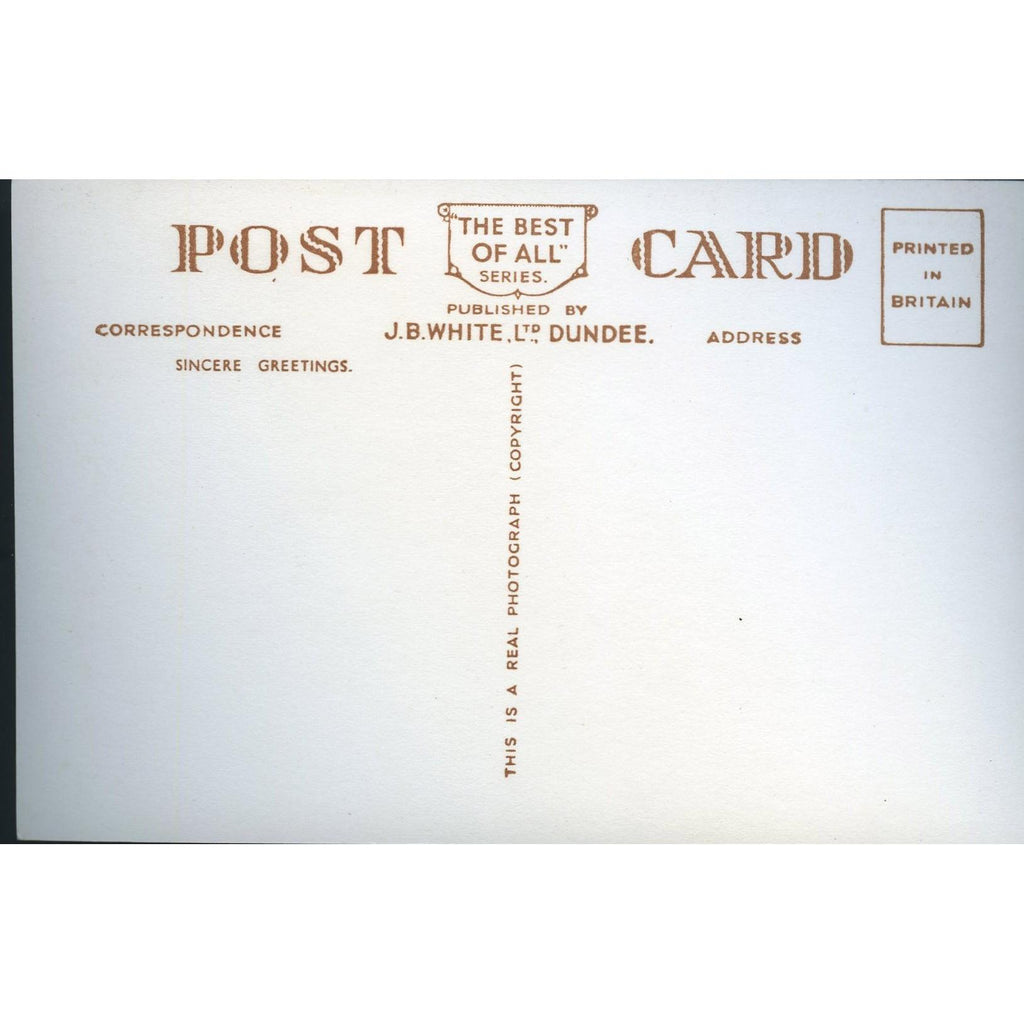 POST CARD
"THE BEST
OF ALL"
SERIES.
PUBLISHED BY
J.B.WHITE, LTD., DUNDEE.
PRINTED
IN
BRITAIN
CORRESPONDENCE
ADDRESS
SINCERE GREETINGS.
THIS IS A REAL PHOTOGRAPH (COPYRIGHT)